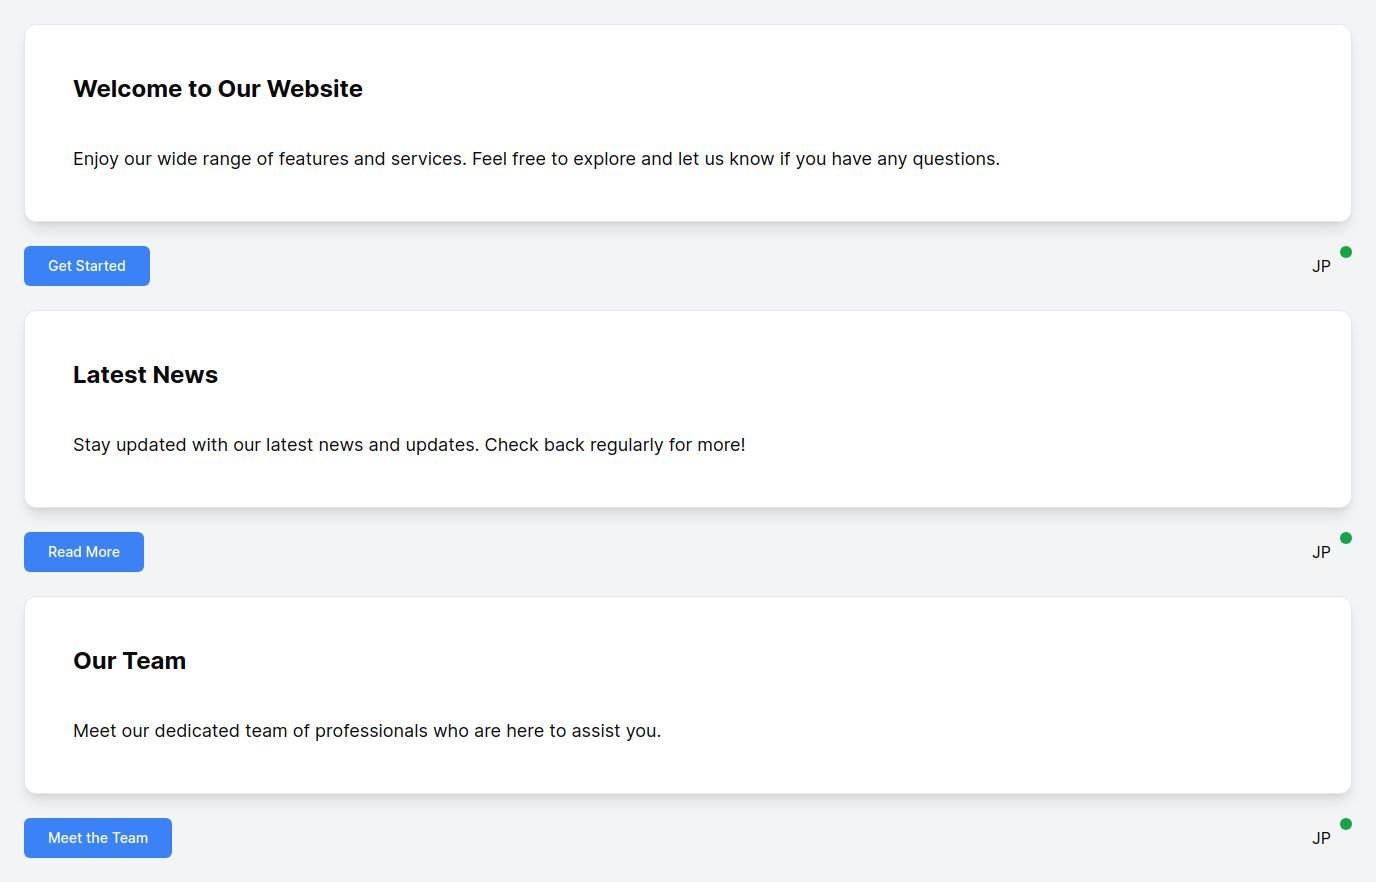 Welcome to Our Website
Enjoy our wide range of features and services. Feel free to explore and let us know if you have any questions.
Get Started
JP
Latest News
Stay updated with our latest news and updates. Check back regularly for more!
Read More
JP
Our Team
Meet our dedicated team of professionals who are here to assist you.
Meet the Team
JP